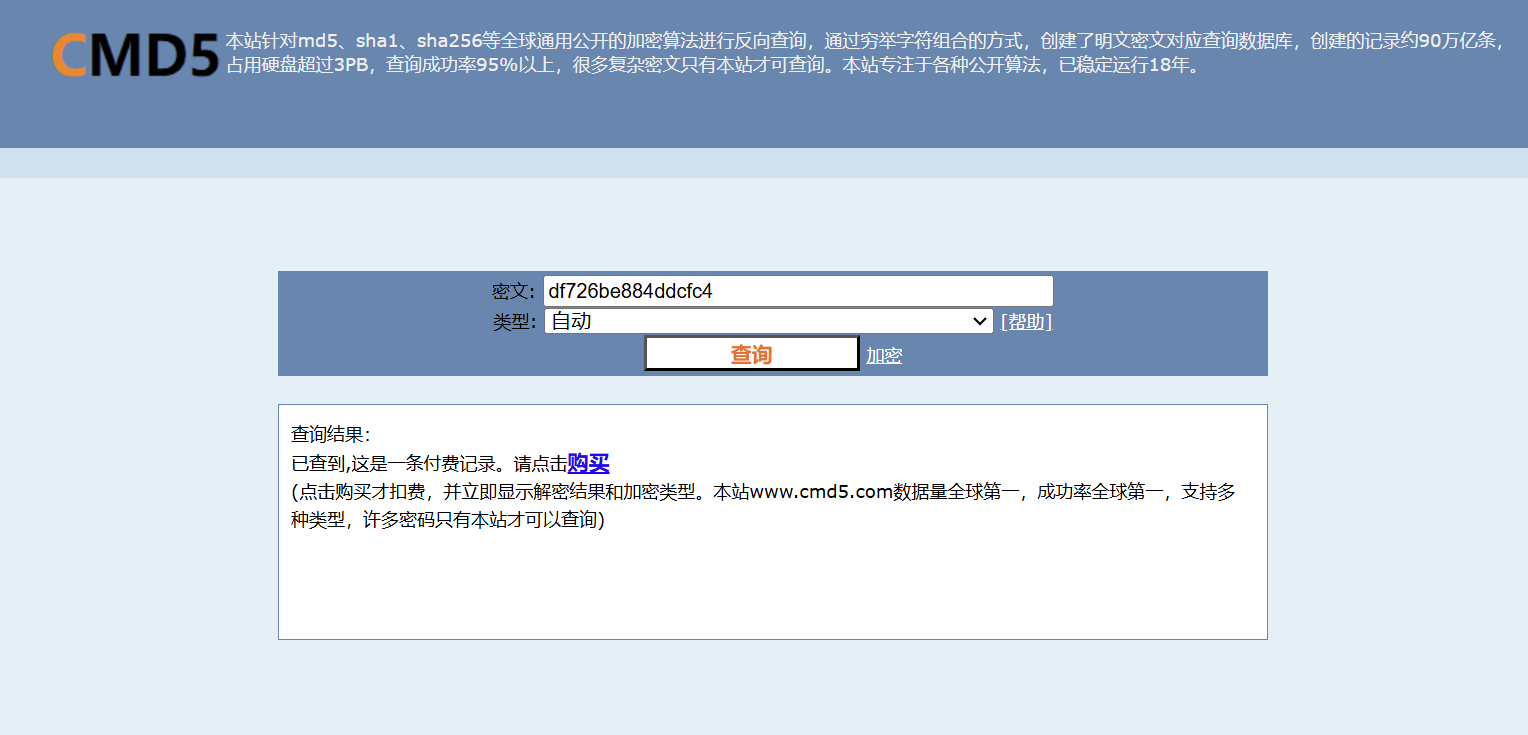 CMD5
本站针对md5、sha1、sha256等全球通用公开的加密算法进行反向查询，通过穷举字符组合的方式，创建了明文密文对应查询数据库，创建的记录约90万亿条，
占用硬盘超过3PB，查询成功率95%以上，很多复杂密文只有本站才可查询。本站专注于各种公开算法，已稳定运行18年。
密文: df726be884ddcfc4
类型: 自动 [帮助]
查询 加密
查询结果：
已查到,这是一条付费记录。请点击购买
(点击购买才扣费，并立即显示解密结果和加密类型。本站www.cmd5.com数据量全球第一，成功率全球第一，支持多
种类型，许多密码只有本站才可以查询)